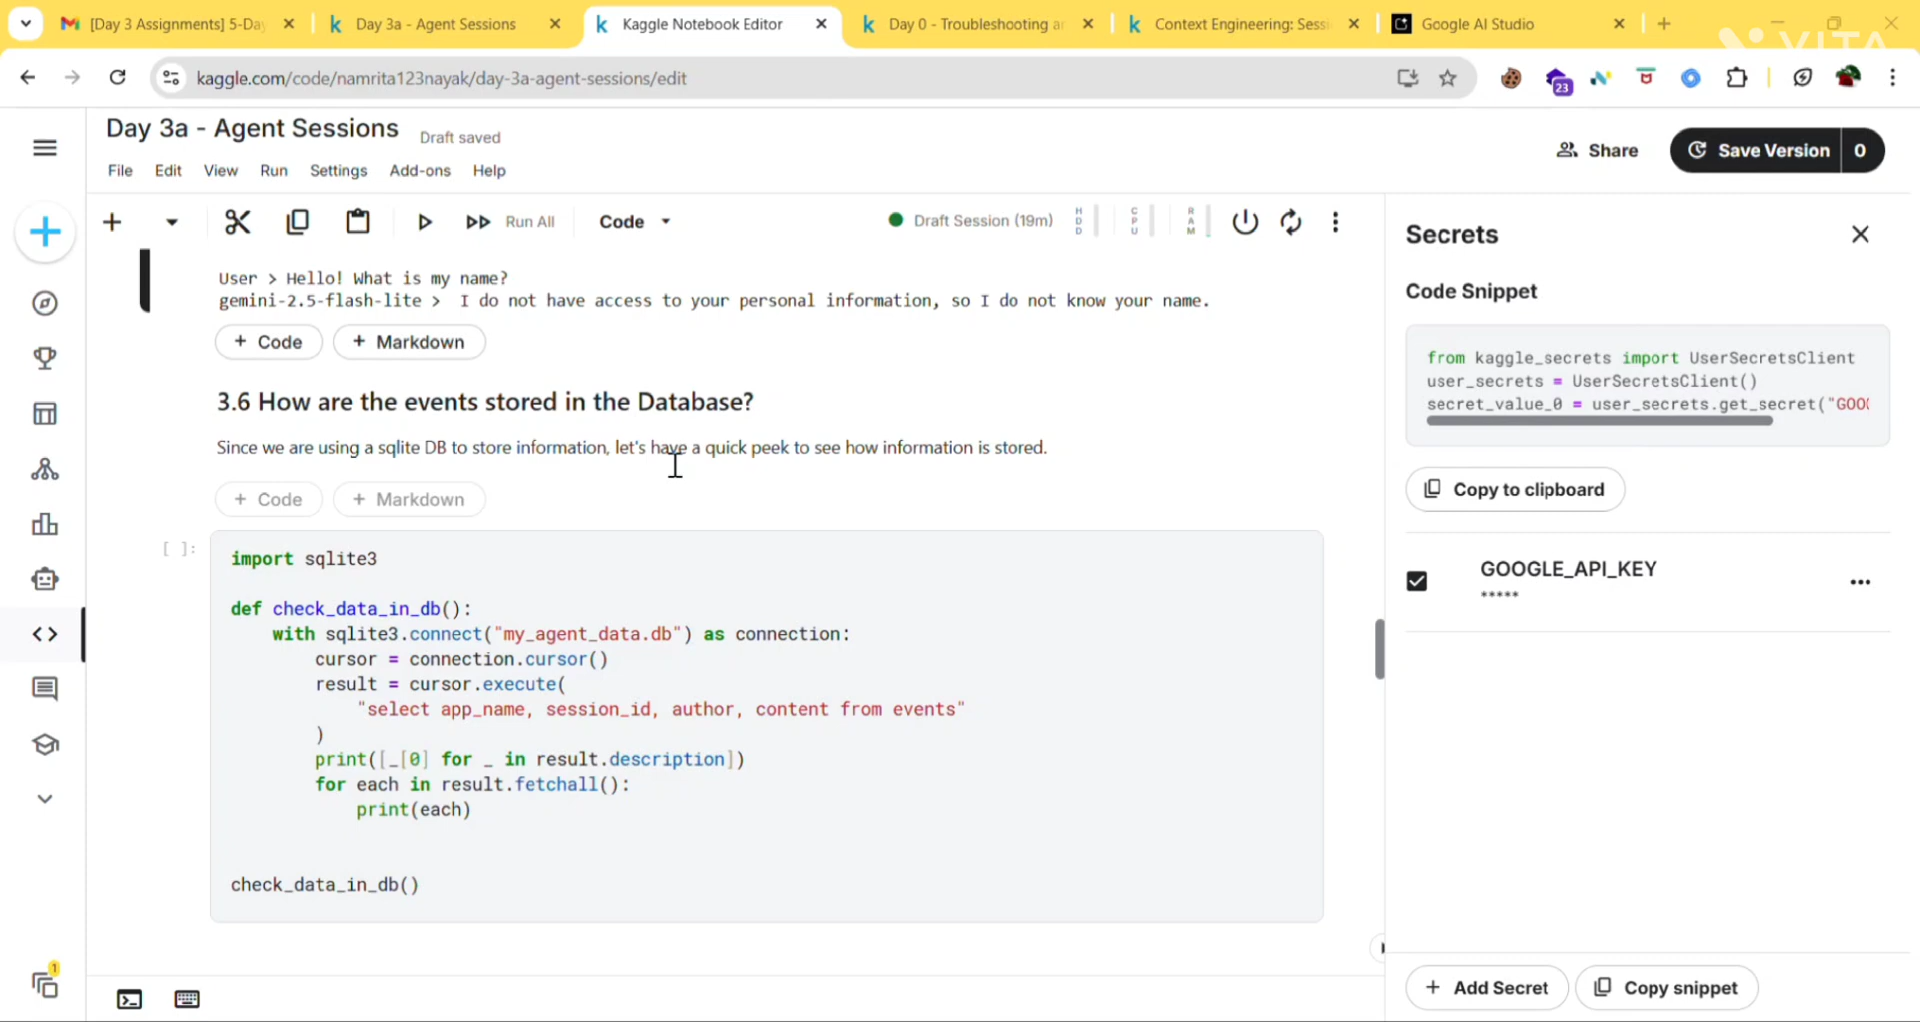 [Day 3 Assignments] 5-Day
Day 3a - Agent Sessions
Kaggle Notebook Editor
Day 0 - Troubleshooting a
Context Engineering: Sessi
Google AI Studio
VITA
kaggle.com/code/namrita123nayak/day-3a-agent-sessions/edit
23
Day 3a - Agent Sessions
Draft saved
File Edit View Run Settings Add-ons Help
Share
Save Version
0
Run All
Code
Draft Session (19m)
HDD
CPU
RAM
User > Hello! What is my name?
gemini-2.5-flash-lite > I do not have access to your personal information, so I do not know your name.
+ Code
+ Markdown
3.6 How are the events stored in the Database?
Since we are using a sqlite DB to store information, let's have a quick peek to see how information is stored.
+ Code
+ Markdown
[ ]:
import sqlite3
def check_data_in_db():
with sqlite3.connect("my_agent_data.db") as connection:
cursor = connection.cursor()
result = cursor.execute(
"select app_name, session_id, author, content from events"
)
print([_[0] for _ in result.description])
for each in result.fetchall():
print(each)
check_data_in_db()
Secrets
Code Snippet
from kaggle_secrets import UserSecretsClient
user_secrets = UserSecretsClient()
secret_value_0 = user_secrets.get_secret("GOO
Copy to clipboard
GOOGLE_API_KEY
*****
+ Add Secret
Copy snippet
1